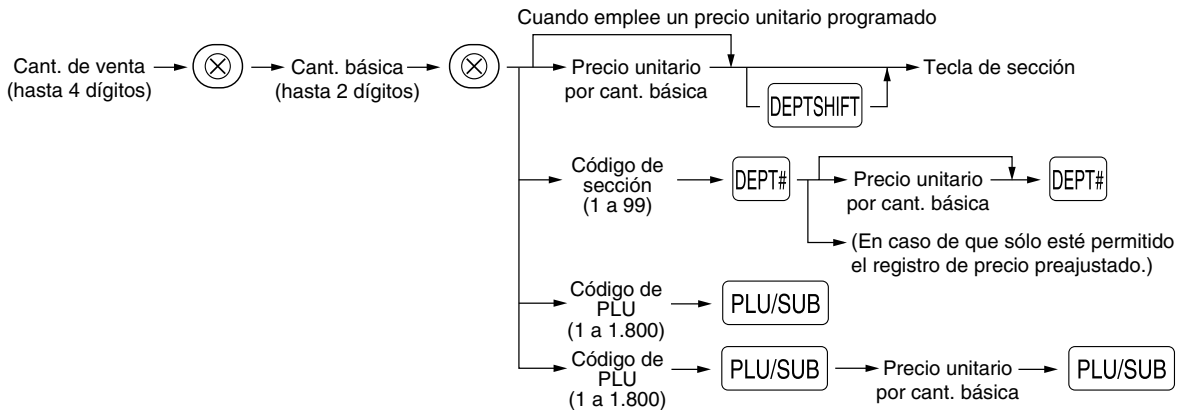 Cuando emplee un precio unitario programado
Cant. de venta
(hasta 4 dígitos)
Cant. básica
(hasta 2 dígitos)
Precio unitario
por cant. básica
DEPTSHIFT
Tecla de sección
Código de
sección
(1 a 99)
DEPT#
Precio unitario
por cant. básica
DEPT#
(En caso de que sólo esté permitido
el registro de precio preajustado.)
Código de
PLU
(1 a 1.800)
PLU/SUB
Código de
PLU
(1 a 1.800)
PLU/SUB
Precio unitario
por cant. básica
PLU/SUB